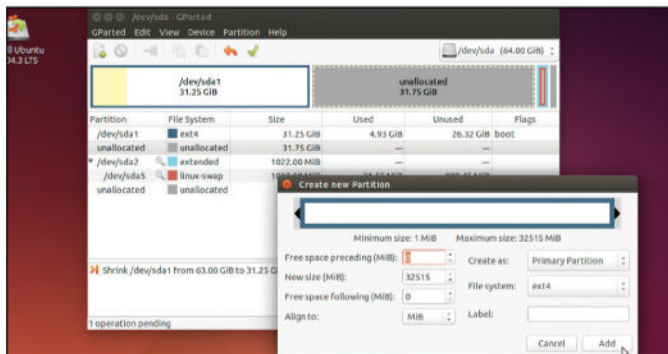 /dev/sda - GParted
GParted Edit View Device Partition Help
ll Ubuntu
04.3 LTS
/dev/sda (64.00 GiB)
/dev/sda1
31.25 GiB
unallocated
31.75 GiB
Partition File System Size Used Unused Flags
/dev/sda1 ext4 31.25 GiB 4.93 GiB 26.32 GiB boot
unallocated unallocated 31.75 GiB — —
* /dev/sda2 extended 1022.00 MiB — —
/dev/sda5 linux-swap
unallocated unallocated
Create new Partition
Minimum size: 1 MiB Maximum size: 32515 MiB
Free space preceding (MiB): 0 Create as: Primary Partition
New size (MiB): 32515 File system: ext4
Free space following (MiB): 0 Label:
Align to: MiB
Cancel Add
Shrink /dev/sda1 from 63.00 GiB to 31.25 G
1 operation pending